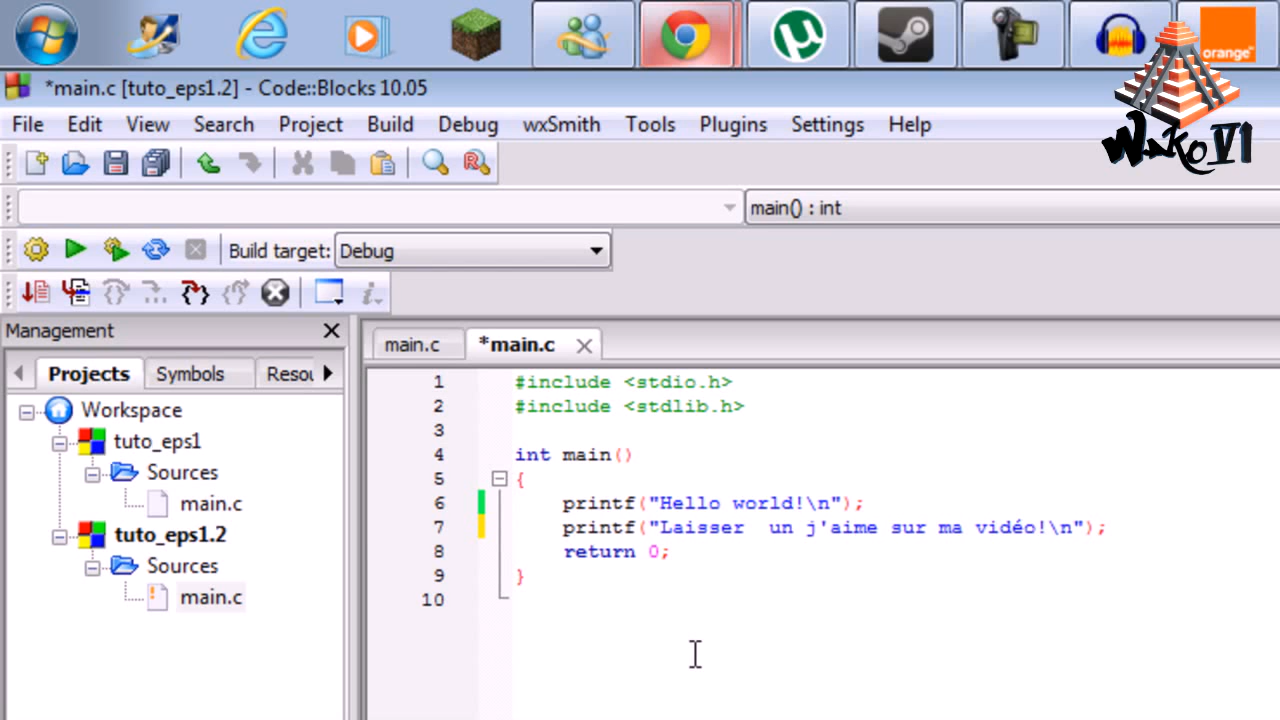 orange™
*main.c [tuto_eps1.2] - Code::Blocks 10.05
WakoVI
File Edit View Search Project Build Debug wxSmith Tools Plugins Settings Help
main() : int
Build target: Debug
Management
Projects Symbols Resou
main.c *main.c
Workspace
tuto_eps1
Sources
main.c
tuto_eps1.2
Sources
main.c
1 #include <stdio.h>
2 #include <stdlib.h>
3
4 int main()
5 {
6 printf("Hello world!\n");
7 printf("Laisser  un j'aime sur ma vidéo!\n");
8 return 0;
9 }
10